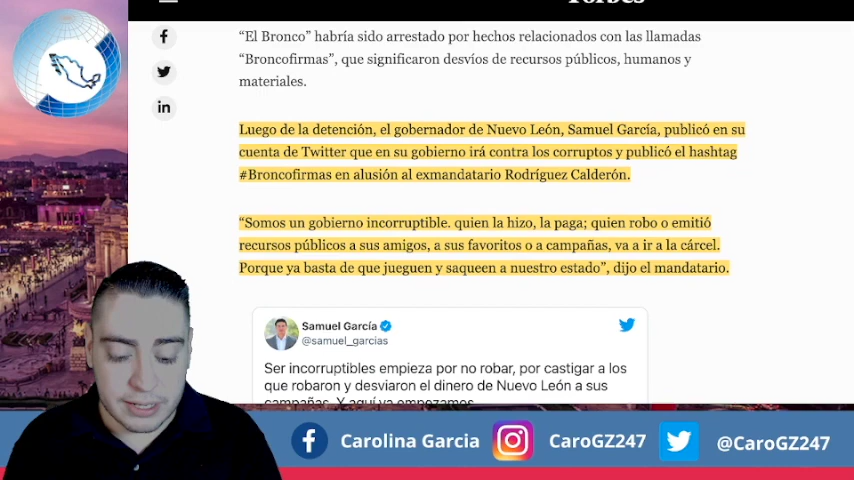 “El Bronco” habría sido arrestado por hechos relacionados con las llamadas
“Broncofirmas”, que significaron desvíos de recursos públicos, humanos y
materiales.
Luego de la detención, el gobernador de Nuevo León, Samuel García, publicó en su
cuenta de Twitter que en su gobierno irá contra los corruptos y publicó el hashtag
#Broncofirmas en alusión al exmandatario Rodríguez Calderón.
“Somos un gobierno incorruptible. quien la hizo, la paga; quien robo o emitió
recursos públicos a sus amigos, a sus favoritos o a campañas, va a ir a la cárcel.
Porque ya basta de que jueguen y saqueen a nuestro estado”, dijo el mandatario.
Samuel García
@samuel_garcias
Ser incorruptibles empieza por no robar, por castigar a los
que robaron y desviaron el dinero de Nuevo León a sus
campañas. Y aquí ya empezamos
Carolina Garcia
CaroGZ247
@CaroGZ247